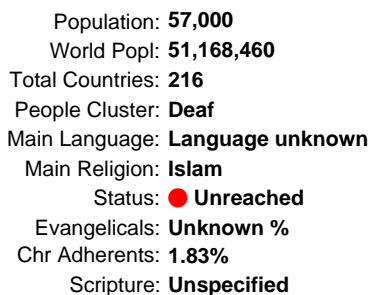 Population: 57,000
World Popl: 51,168,460
Total Countries: 216
People Cluster: Deaf
Main Language: Language unknown
Main Religion: Islam
Status: Unreached
Evangelicals: Unknown %
Chr Adherents: 1.83%
Scripture: Unspecified